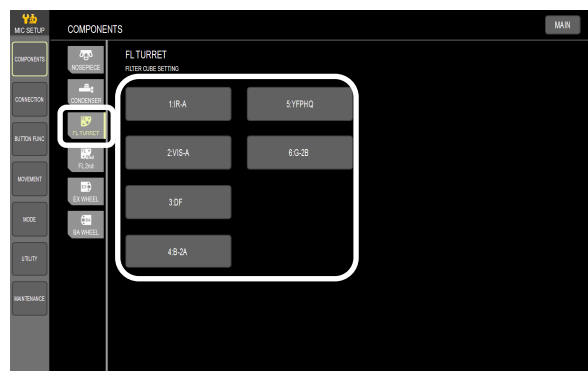 MIC SETUP
COMPONENTS
MAIN
COMPONENTS
CONNECTION
BUTTON FUNC
MOVEMENT
MODE
UTILITY
MAINTENANCE
NOSEPIECE
CONDENSER
FL TURRET
FL 2nd
EX WHEEL
BA WHEEL
FL TURRET
FILTER CUBE SETTING
1:IR-A
5:YFPHQ
2:VIS-A
6:G-2B
3:DF
4:B-2A